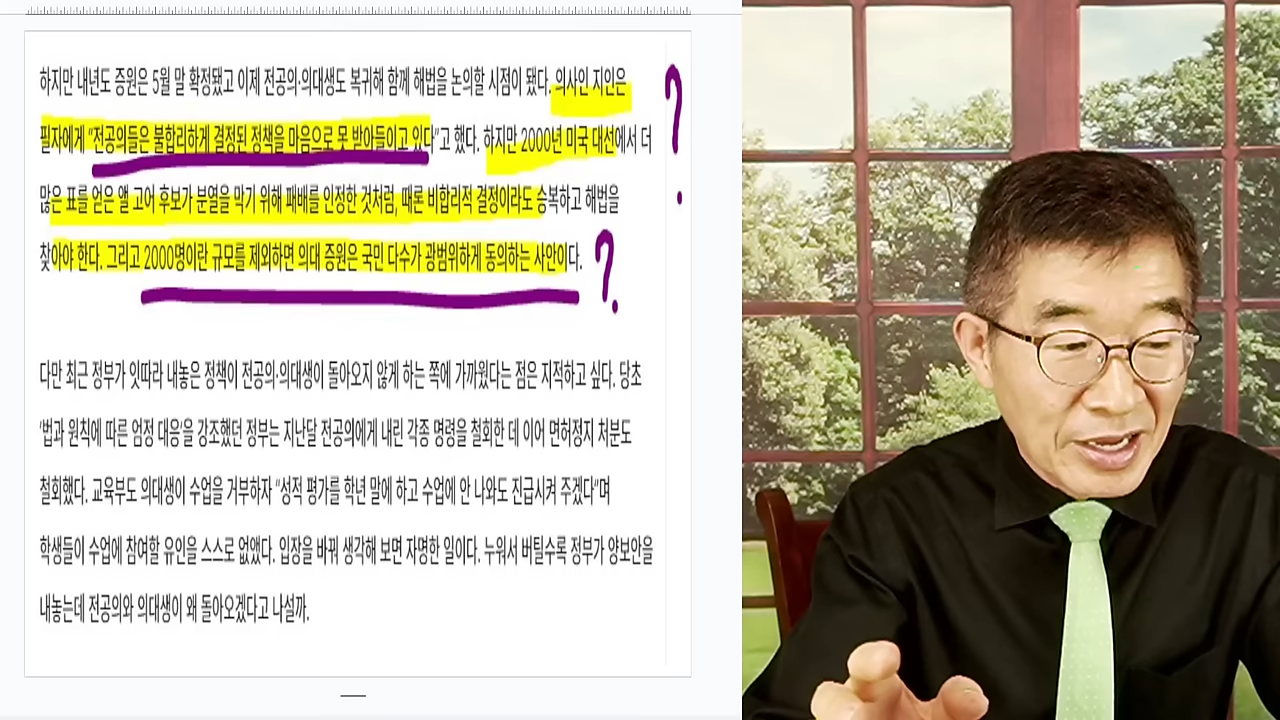 하지만 내년도 증원은 5월 말 확정됐고 이제 전공의·의대생도 복귀해 함께 해법을 논의할 시점이 됐다. 의사인 지인은
필자에게 “전공의들은 불합리하게 결정된 정책을 마음으로 못 받아들이고 있다”고 했다. 하지만 2000년 미국 대선에서 더
많은 표를 얻은 앨 고어 후보가 분열을 막기 위해 패배를 인정한 것처럼, 때론 비합리적 결정이라도 승복하고 해법을
찾아야 한다. 그리고 2000명이란 규모를 제외하면 의대 증원은 국민 다수가 광범위하게 동의하는 사안이다.
다만 최근 정부가 잇따라 내놓은 정책이 전공의·의대생이 돌아오지 않게 하는 쪽에 가까웠다는 점은 지적하고 싶다. 당초
‘법과 원칙에 따른 엄정 대응’을 강조했던 정부는 지난달 전공의에게 내린 각종 명령을 철회한 데 이어 면허정지 처분도
철회했다. 교육부도 의대생이 수업을 거부하자 “성적 평가를 학년 말에 하고 수업에 안 나와도 진급시켜 주겠다”며
학생들이 수업에 참여할 유인을 스스로 없앴다. 입장을 바꿔 생각해 보면 자명한 일이다. 누워서 버틸수록 정부가 양보안을
내놓는데 전공의와 의대생이 왜 돌아오겠다고 나설까.
?
?